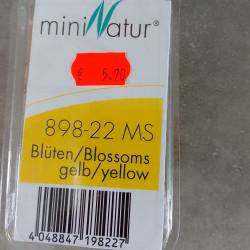 miniNatur®
€ 5.70
898-22 MS
Blüten/Blossoms
gelb/yellow
4 048847 198227